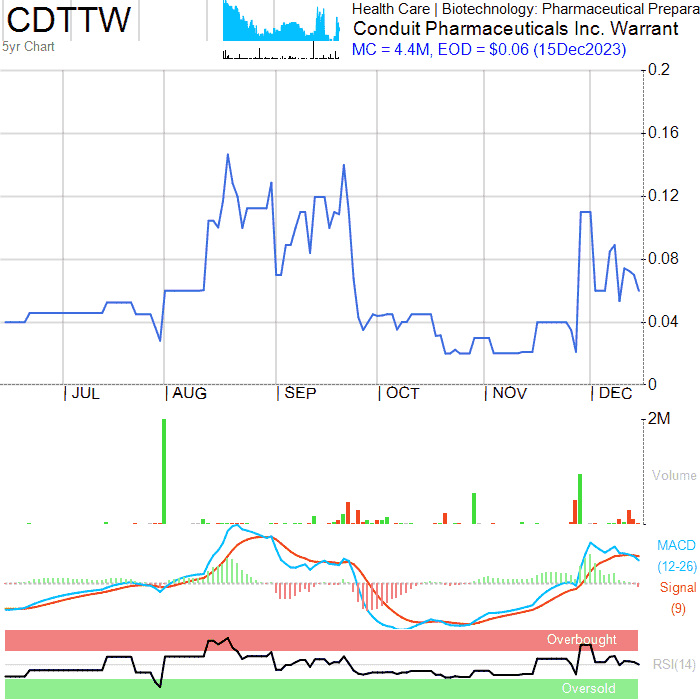 CDTTW
5yr Chart
Health Care | Biotechnology: Pharmaceutical Prepara
Conduit Pharmaceuticals Inc. Warrant
MC = 4.4M, EOD = $0.06 (15Dec2023)
0.2
0.16
0.12
0.08
0.04
0
JUL
AUG
SEP
OCT
NOV
DEC
2M
Volume
MACD
(12-26)
Signal
(9)
Overbought
RSI(14)
Oversold